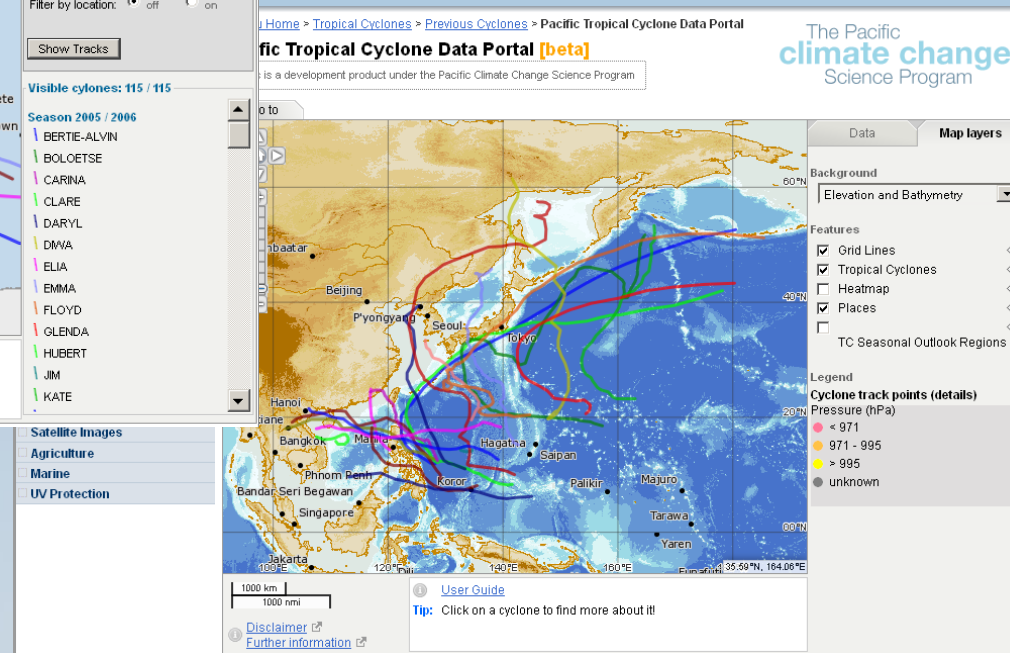 Filter by location: off on
Show Tracks
Visible cylones: 115 / 115
Season 2005 / 2006
BERTIE-ALVIN
BOLOETSE
CARINA
CLARE
DARYL
DIWA
ELIA
EMMA
FLOYD
GLENDA
HUBERT
JIM
KATE
Satellite Images
Agriculture
Marine
UV Protection
Home > Tropical Cyclones > Previous Cyclones > Pacific Tropical Cyclone Data Portal
fic Tropical Cyclone Data Portal [beta]
is a development product under the Pacific Climate Change Science Program
The Pacific
climate change
Science Program
o to
60°N
Beijing
P'yongyang
Seoul
40°N
Tokyo
Hanoi
20°N
Bangkok
Manila
Hagatna
Saipan
Phnom Penh
Koror
Palikir
Majuro
Bandar Seri Begawan
Singapore
Tarawa
00°N
Yaren
Jakarta
100°E
120°E
140°E
160°E
35.59°N, 164.06°E
Dili
Funafuti
Data
Map layers
Background
Elevation and Bathymetry
Features
Grid Lines
Tropical Cyclones
Heatmap
Places
TC Seasonal Outlook Regions
Legend
Cyclone track points (details)
Pressure (hPa)
< 971
971 - 995
> 995
unknown
1000 km
1000 nmi
Disclaimer
Further information
User Guide
Tip: Click on a cyclone to find more about it!